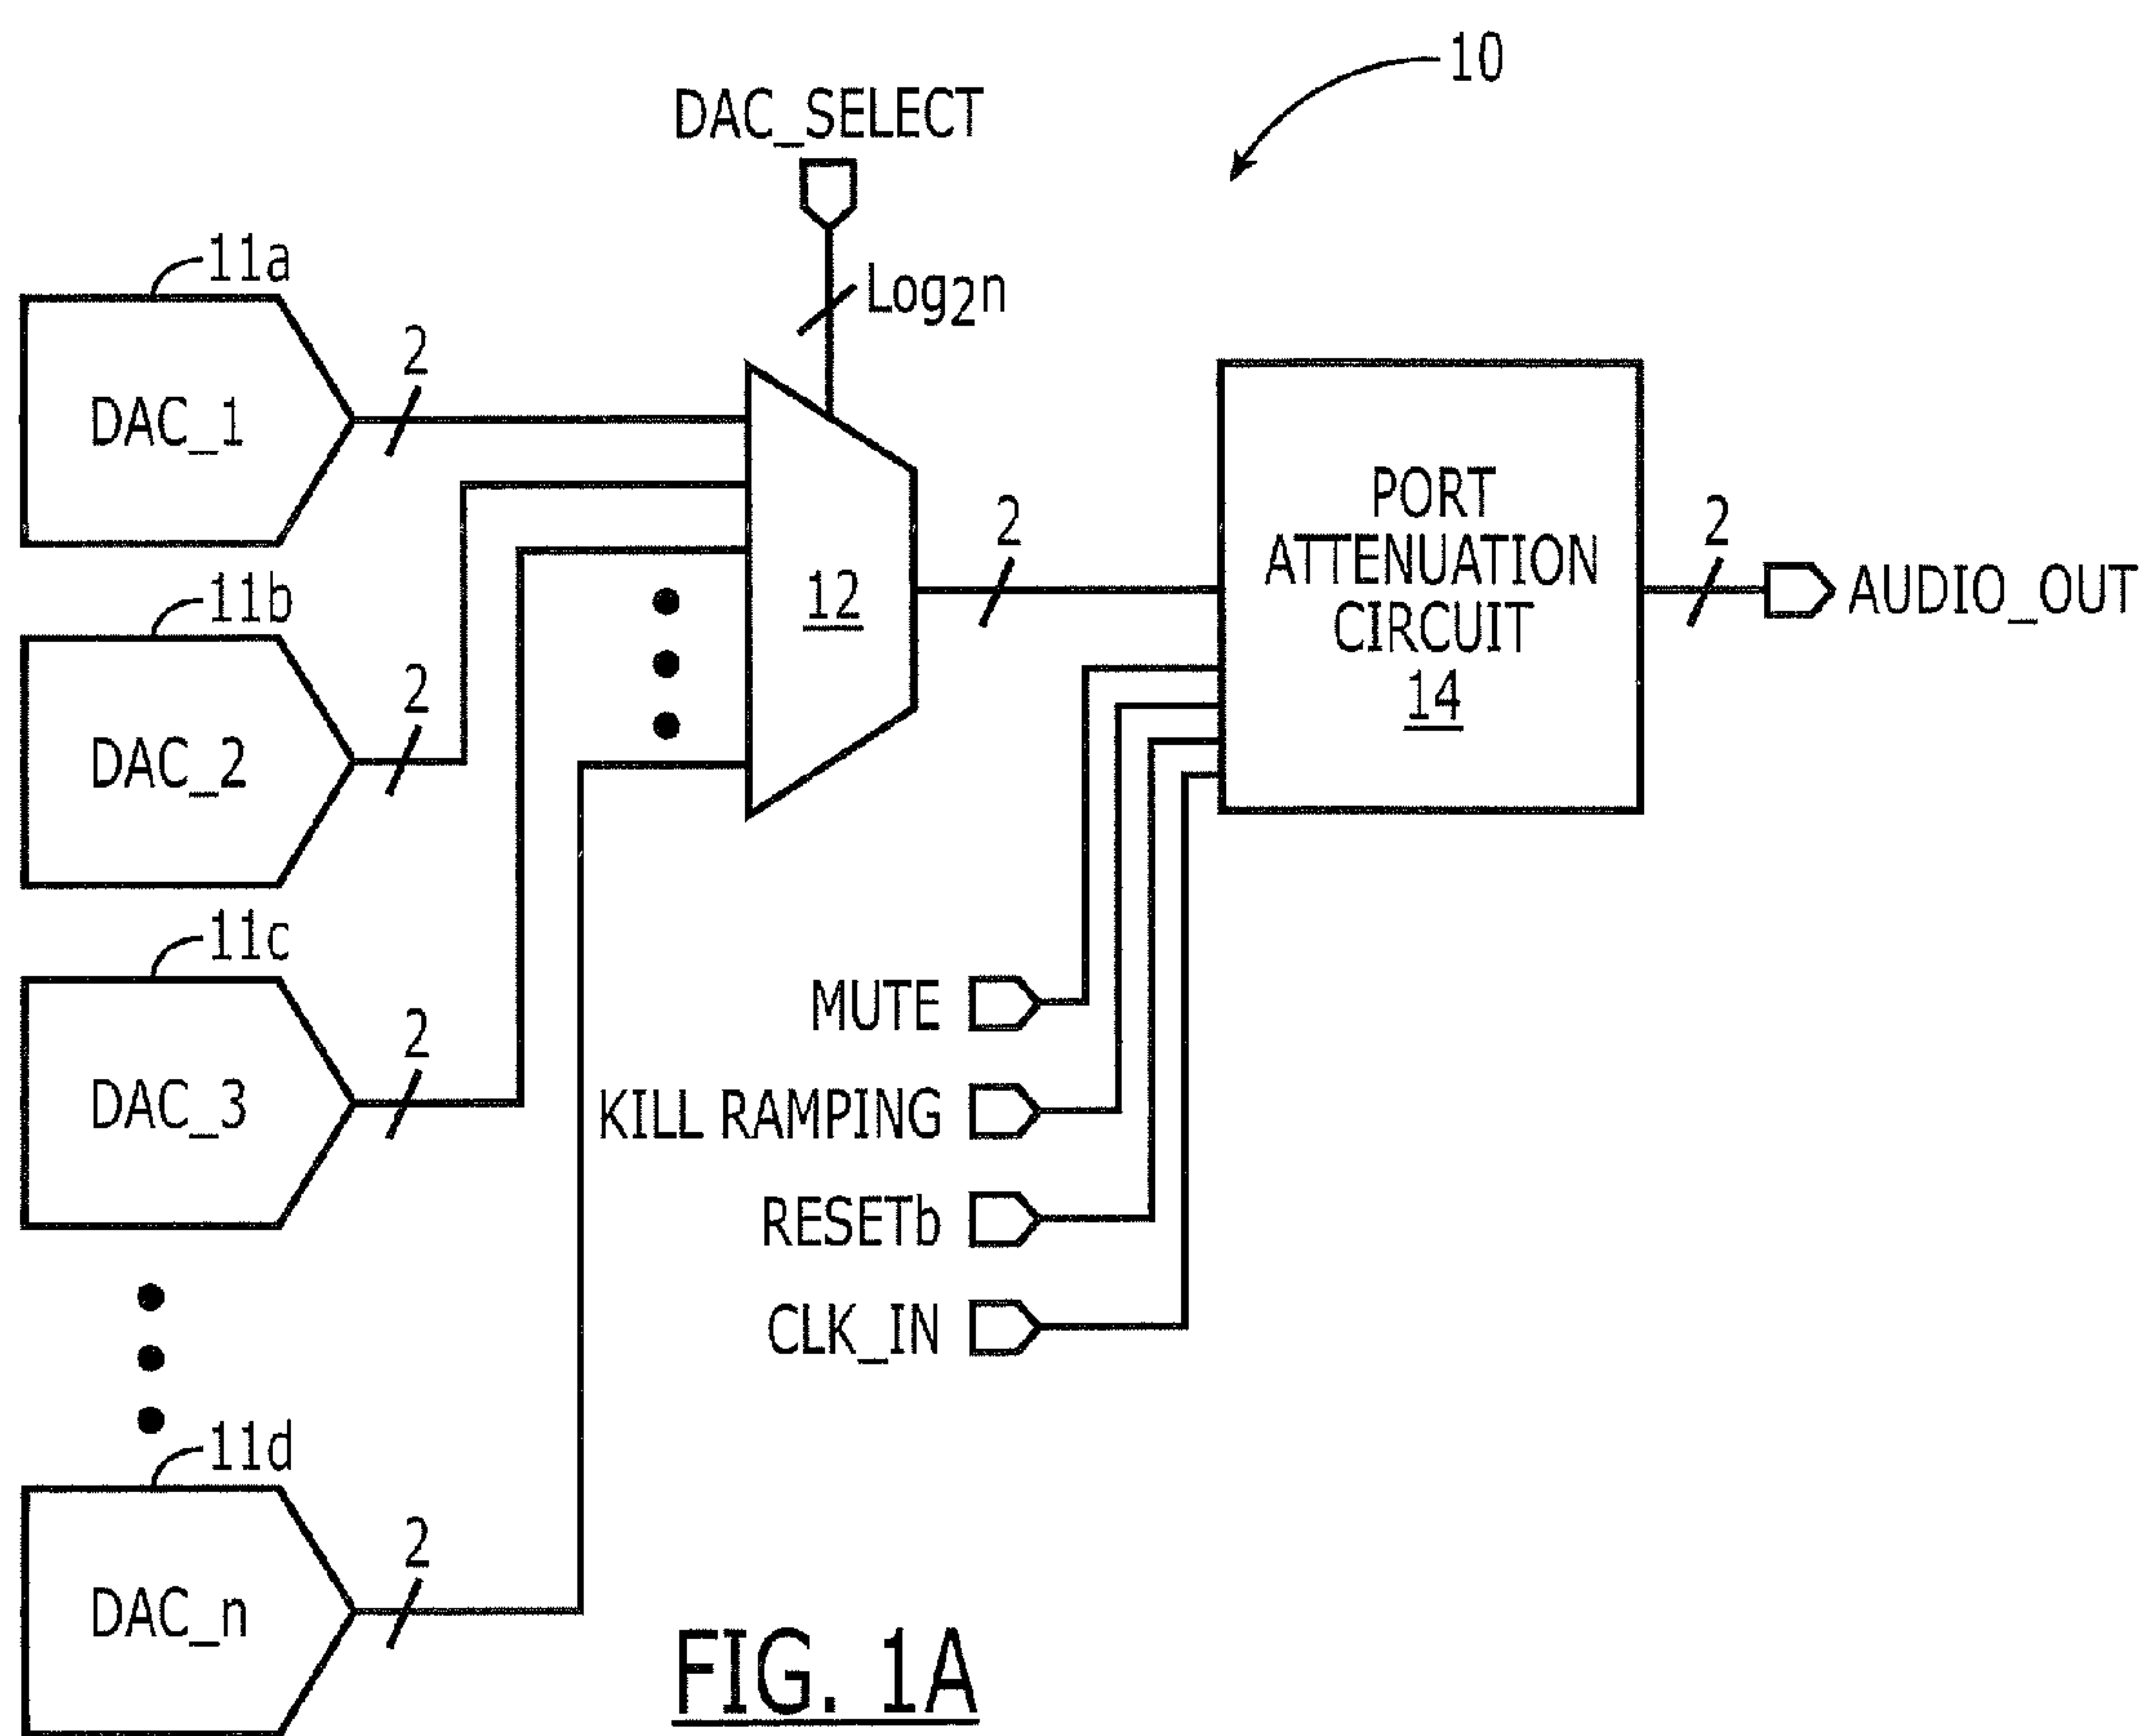 10
DAC_SELECT
Log2n
11a
DAC_1
2
11b
DAC_2
2
11c
DAC_3
2
11d
DAC_n
2
12
2
PORT
ATTENUATION
CIRCUIT
14
2
AUDIO_OUT
MUTE
KILL RAMPING
RESETb
CLK_IN
FIG. 1A